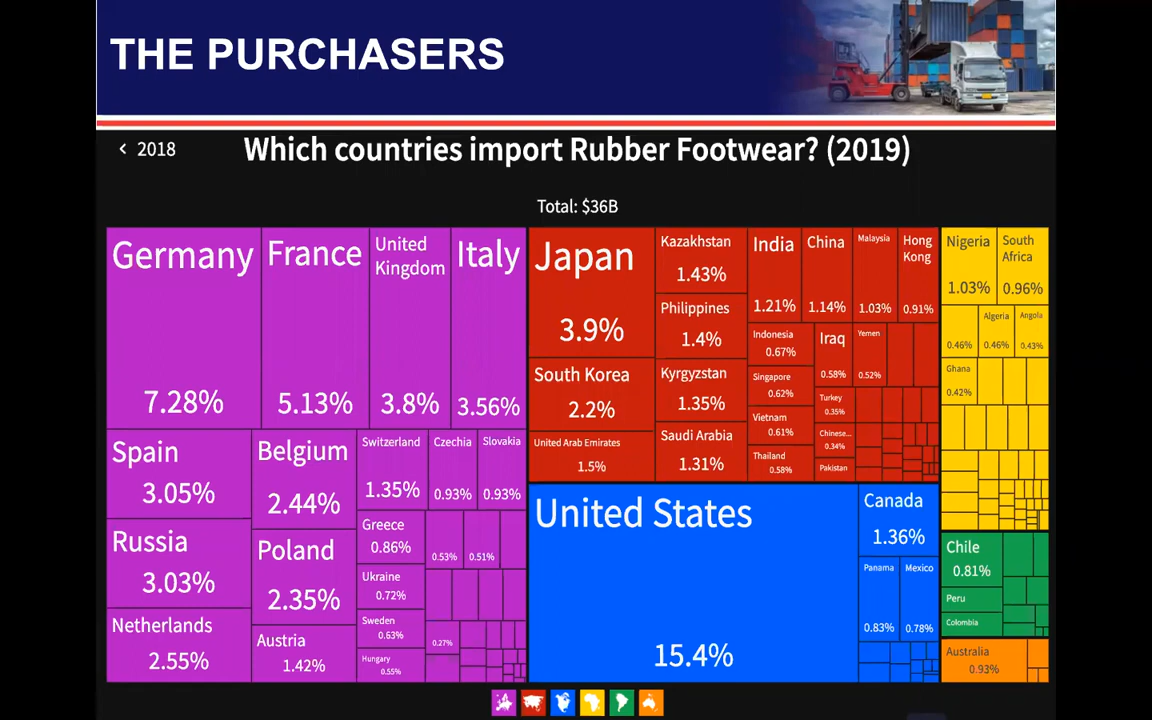 THE PURCHASERS
< 2018
Which countries import Rubber Footwear? (2019)
Total: $36B
Germany
7.28%
France
5.13%
United
Kingdom
3.8%
Italy
3.56%
Spain
3.05%
Russia
3.03%
Netherlands
2.55%
Belgium
2.44%
Poland
2.35%
Austria
1.42%
Switzerland
1.35%
Czechia
0.93%
Slovakia
0.93%
Greece
0.86%
0.53%
0.51%
Ukraine
0.72%
Sweden
0.63%
0.27%
Hungary
0.55%
Japan
3.9%
South Korea
2.2%
United Arab Emirates
1.5%
Kazakhstan
1.43%
Philippines
1.4%
Kyrgyzstan
1.35%
Saudi Arabia
1.31%
India
1.21%
China
1.14%
Malaysia
1.03%
Hong
Kong
0.91%
Indonesia
0.67%
Singapore
0.62%
Vietnam
0.61%
Thailand
0.58%
Iraq
0.58%
Yemen
0.52%
Turkey
0.35%
Chinese...
0.34%
Pakistan
United States
15.4%
Canada
1.36%
Panama
0.83%
Mexico
0.78%
Nigeria
1.03%
South
Africa
0.96%
0.46%
Algeria
0.46%
Angola
0.43%
Ghana
0.42%
Chile
0.81%
Peru
Colombia
Australia
0.93%